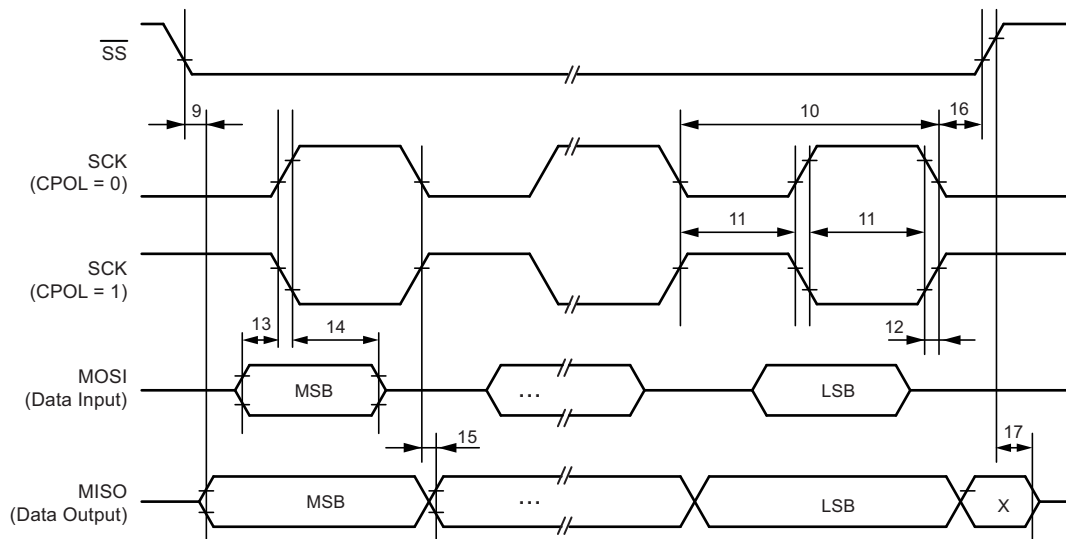 SS
9
10
16
SCK
(CPOL = 0)
11
11
SCK
(CPOL = 1)
13
14
12
MOSI
(Data Input)
MSB
...
LSB
15
17
MISO
(Data Output)
MSB
...
LSB
X